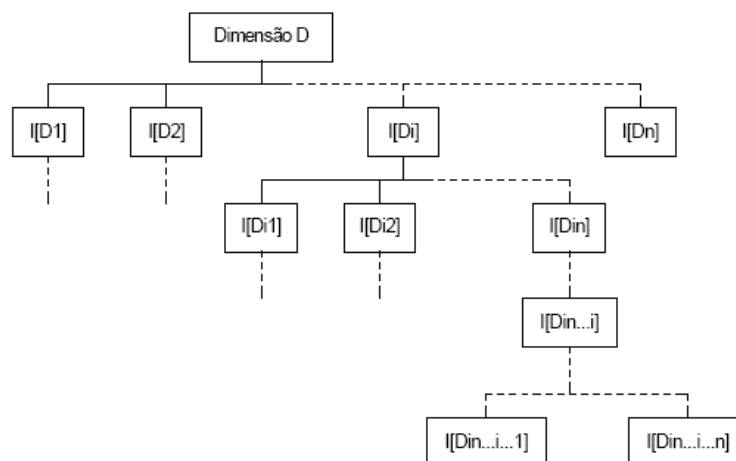 Dimensão D
I[D1]
I[D2]
I[Di]
I[Dn]
I[Di1]
I[Di2]
I[Din]
I[Din...i]
I[Din...i...1]
I[Din...i...n]